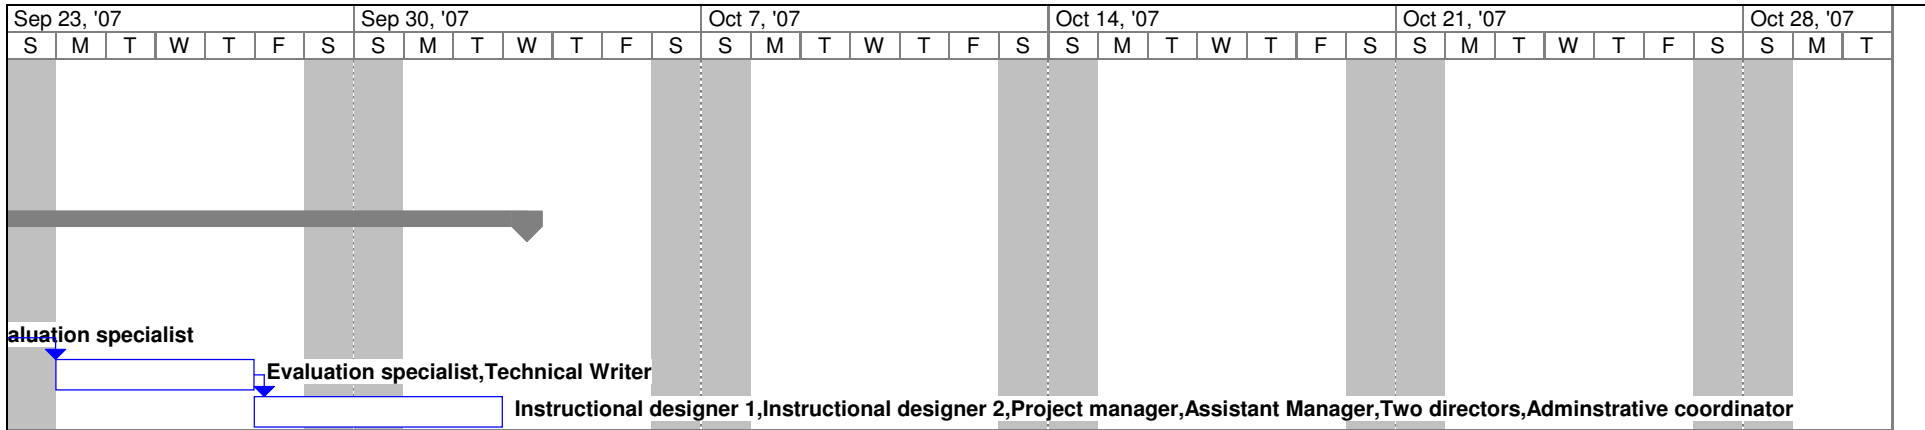 Sep 23, '07 Sep 30, '07 Oct 7, '07 Oct 14, '07 Oct 21, '07 Oct 28, '07
S M T W T F S S M T W T F S S M T W T F S S M T W T F S S M T W T F S S M T
aluation specialist
Evaluation specialist,Technical Writer
Instructional designer 1,Instructional designer 2,Project manager,Assistant Manager,Two directors,Adminstrative coordinator